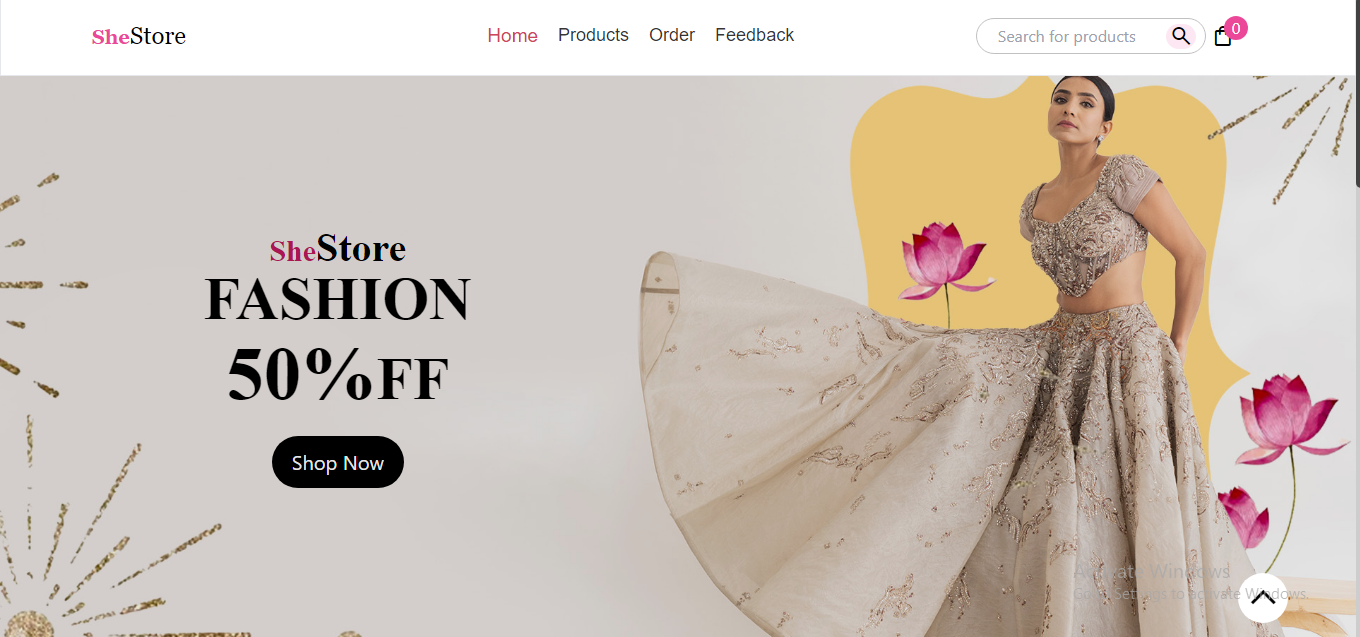 SheStore
Home Products Order Feedback
Search for products
0
SheStore
FASHION
50%FF
Shop Now
Activate Windows
Go to Settings to activate Windows.